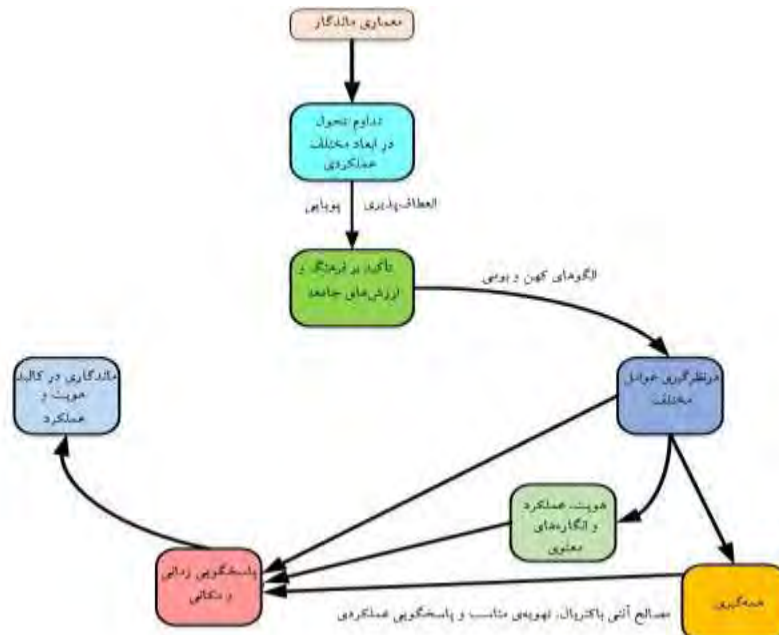 معماری ماندگار
تداوم تحول
در ابعاد مختلف
عملکردی
پویایی
انعطاف‌پذیری
تأکید بر فرهنگ و
ارزش‌های جامعه
الگوهای کهن و بومی
درنظرگیری عوامل
مختلف
ماندگاری در کالبد
هویت و
عملکرد
هویت، عملکرد
و انگاره‌های
معنوی
پاسخگویی زمانی
و مکانی
همه‌گیری
مصالح آنتی باکتریال، تهویه‌ی مناسب و پاسخگویی عملکردی